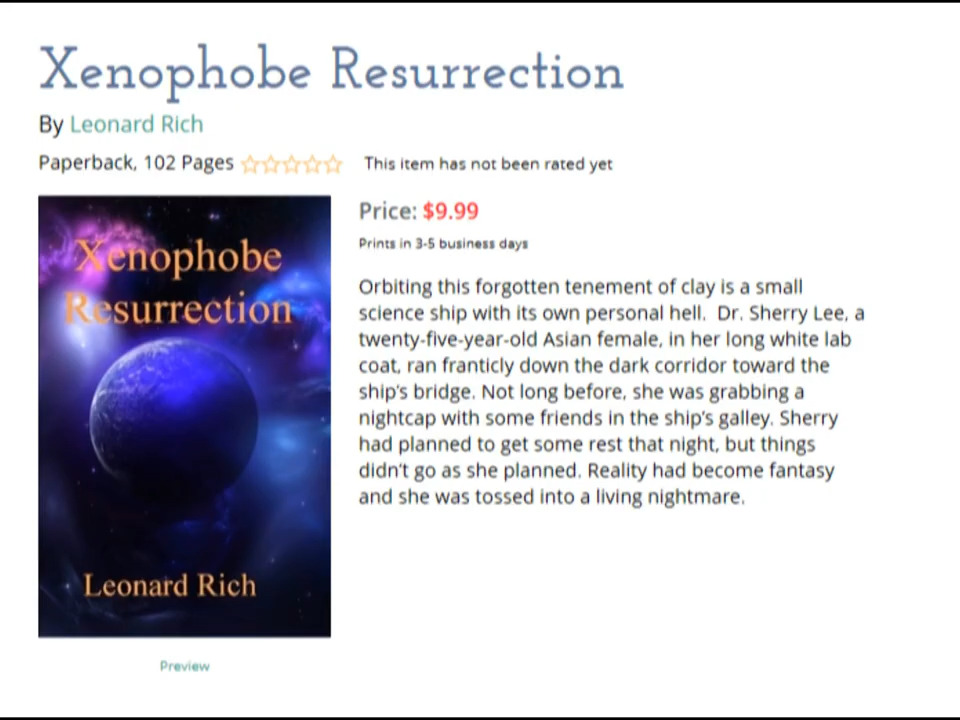 Xenophobe Resurrection
By Leonard Rich
Paperback, 102 Pages This item has not been rated yet
Xenophobe
Resurrection
Leonard Rich
Preview
Price: $9.99
Prints in 3-5 business days
Orbiting this forgotten tenement of clay is a small
science ship with its own personal hell. Dr. Sherry Lee, a
twenty-five-year-old Asian female, in her long white lab
coat, ran franticly down the dark corridor toward the
ship's bridge. Not long before, she was grabbing a
nightcap with some friends in the ship's galley. Sherry
had planned to get some rest that night, but things
didn't go as she planned. Reality had become fantasy
and she was tossed into a living nightmare.